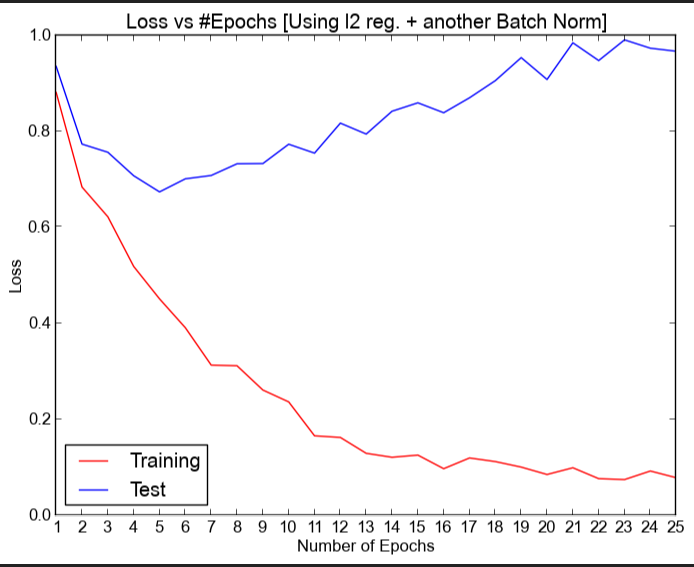 Loss vs #Epochs [Using l2 reg. + another Batch Norm]
1.0
0.8
0.6
0.4
0.2
0.0
Loss
Training
Test
1 2 3 4 5 6 7 8 9 10 11 12 13 14 15 16 17 18 19 20 21 22 23 24 25
Number of Epochs